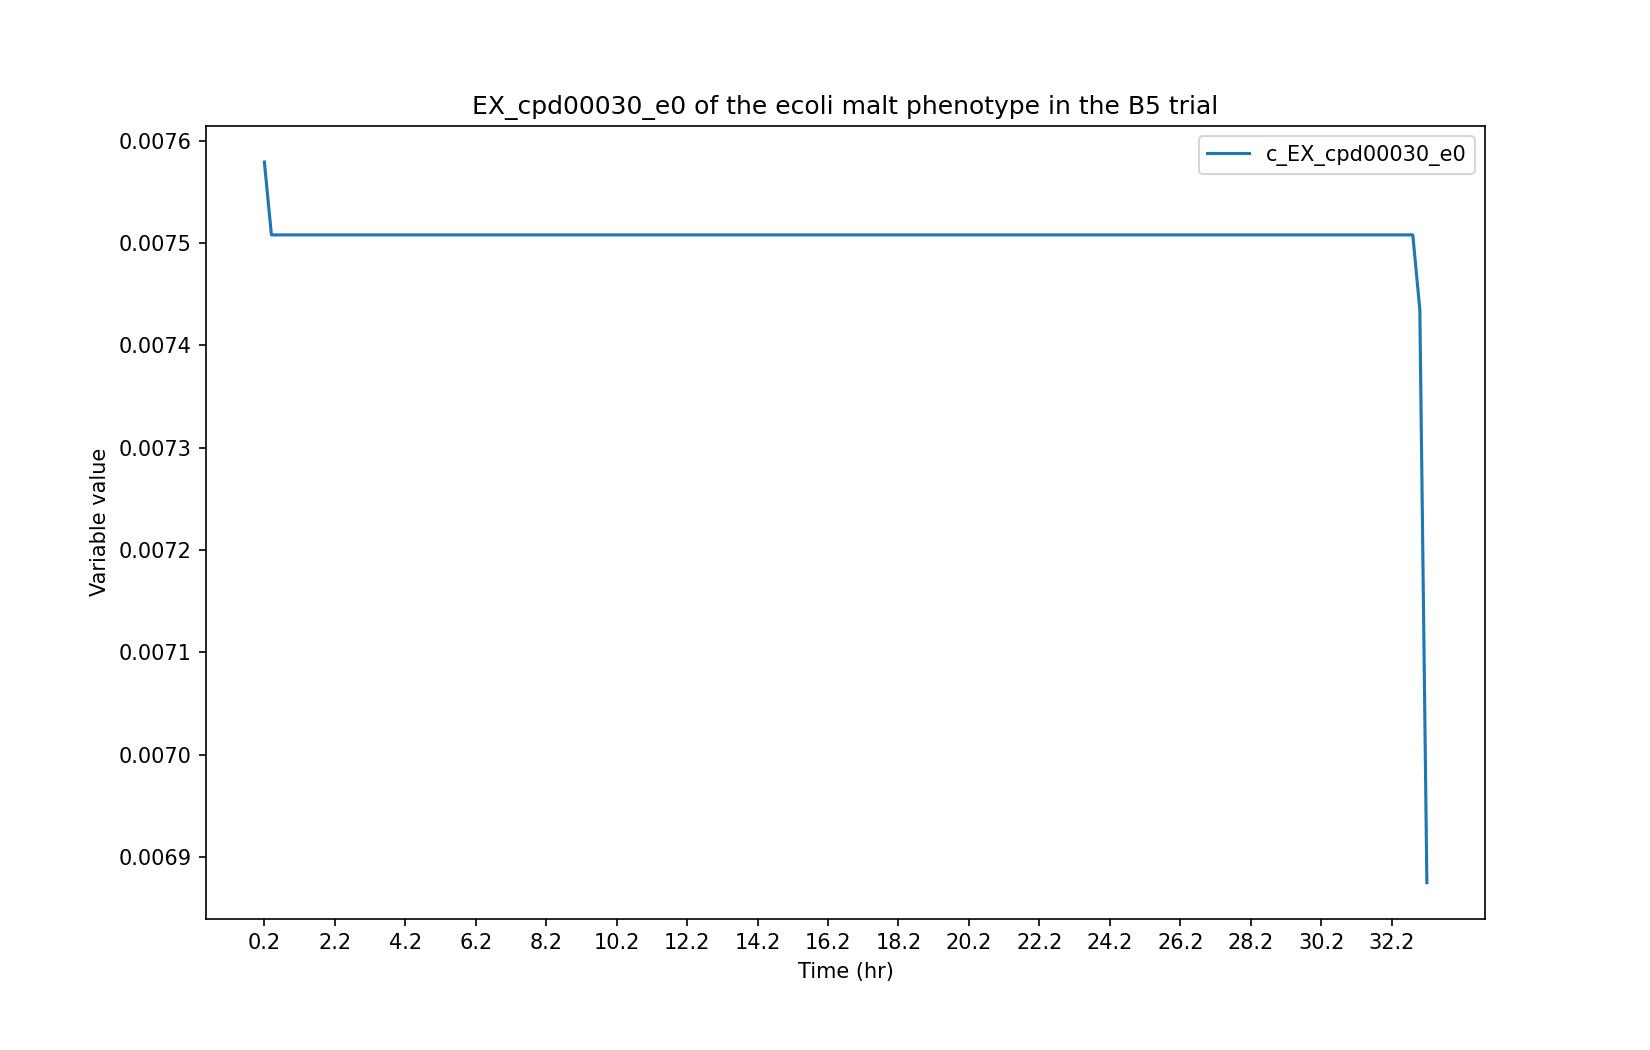 EX_cpd00030_e0 of the ecoli malt phenotype in the B5 trial
c_EX_cpd00030_e0
0.0076
0.0075
0.0074
0.0073
0.0072
0.0071
0.0070
0.0069
Variable value
0.2 2.2 4.2 6.2 8.2 10.2 12.2 14.2 16.2 18.2 20.2 22.2 24.2 26.2 28.2 30.2 32.2
Time (hr)